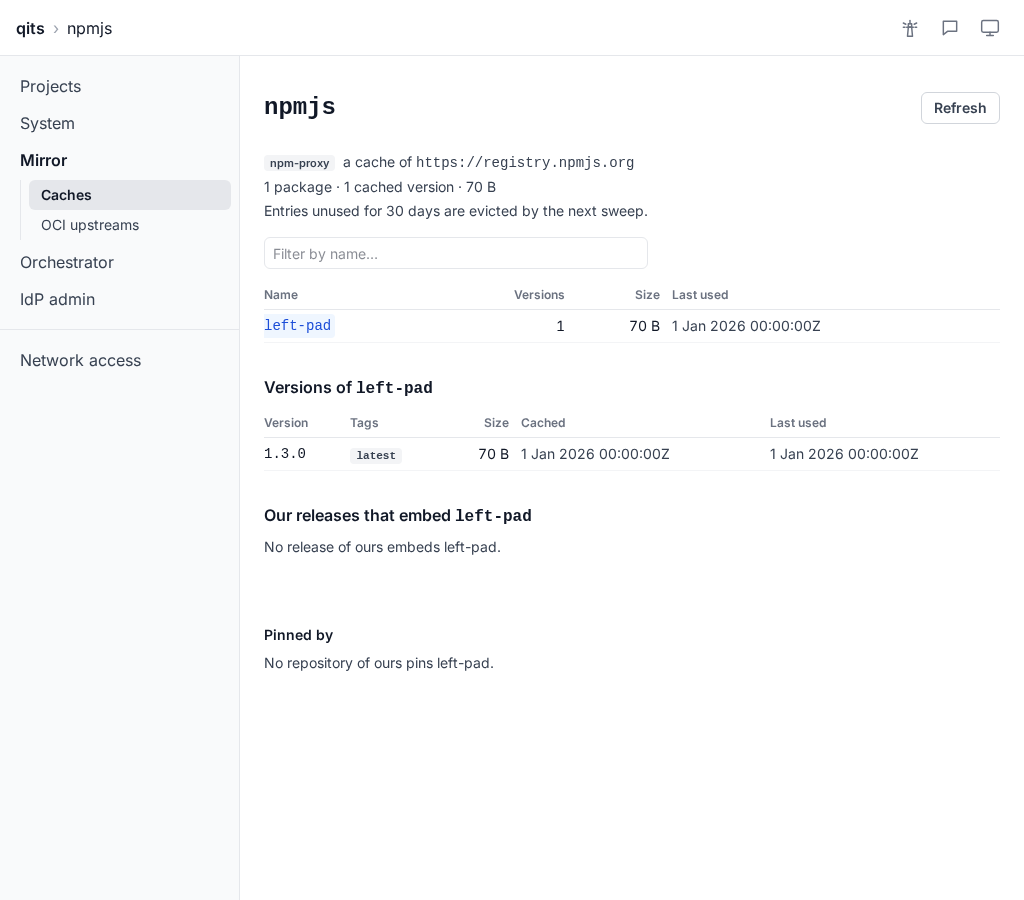 qits › npmjs
Projects
System
Mirror
Caches
OCI upstreams
Orchestrator
IdP admin
Network access
npmjs
Refresh
npm-proxy a cache of https://registry.npmjs.org
1 package · 1 cached version · 70 B
Entries unused for 30 days are evicted by the next sweep.
Filter by name...
Name Versions Size Last used
left-pad 1 70 B 1 Jan 2026 00:00:00Z
Versions of left-pad
Version Tags Size Cached Last used
1.3.0 latest 70 B 1 Jan 2026 00:00:00Z 1 Jan 2026 00:00:00Z
Our releases that embed left-pad
No release of ours embeds left-pad.
Pinned by
No repository of ours pins left-pad.